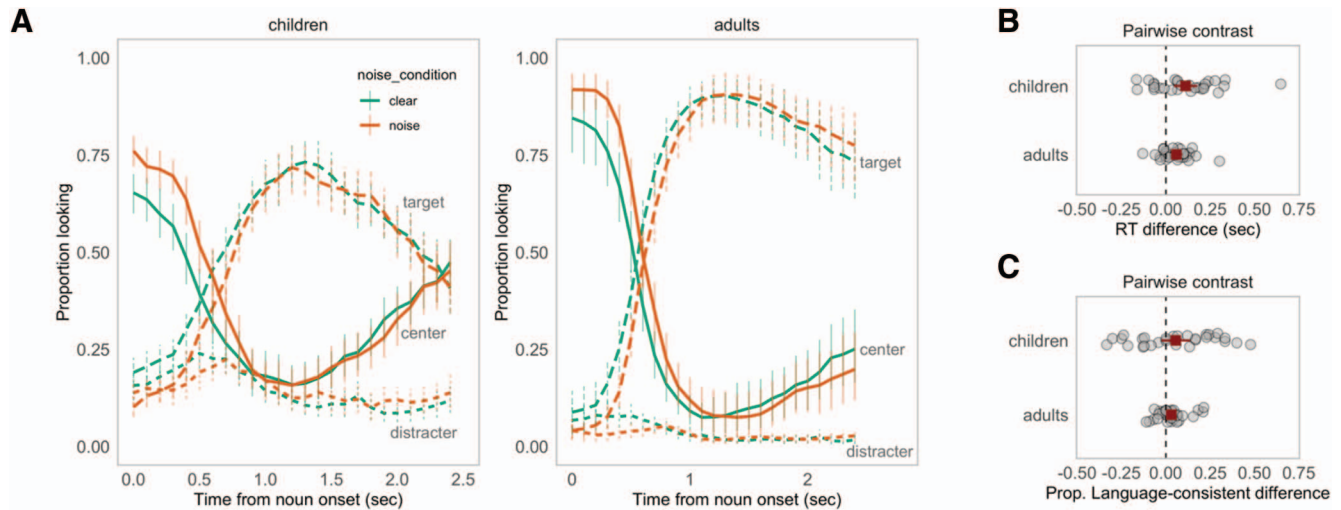 A
children
1.00
0.75
0.50
0.25
0.00
Proportion looking
noise_condition
clear
noise
target
center
distracter
0.0 0.5 1.0 1.5 2.0 2.5
Time from noun onset (sec)
adults
1.00
0.75
0.50
0.25
0.00
Proportion looking
target
center
distracter
0 1 2
Time from noun onset (sec)
B
Pairwise contrast
children
adults
-0.50 -0.25 0.00 0.25 0.50 0.75
RT difference (sec)
C
Pairwise contrast
children
adults
-0.50 -0.25 0.00 0.25 0.50 0.75
Prop. Language-consistent difference